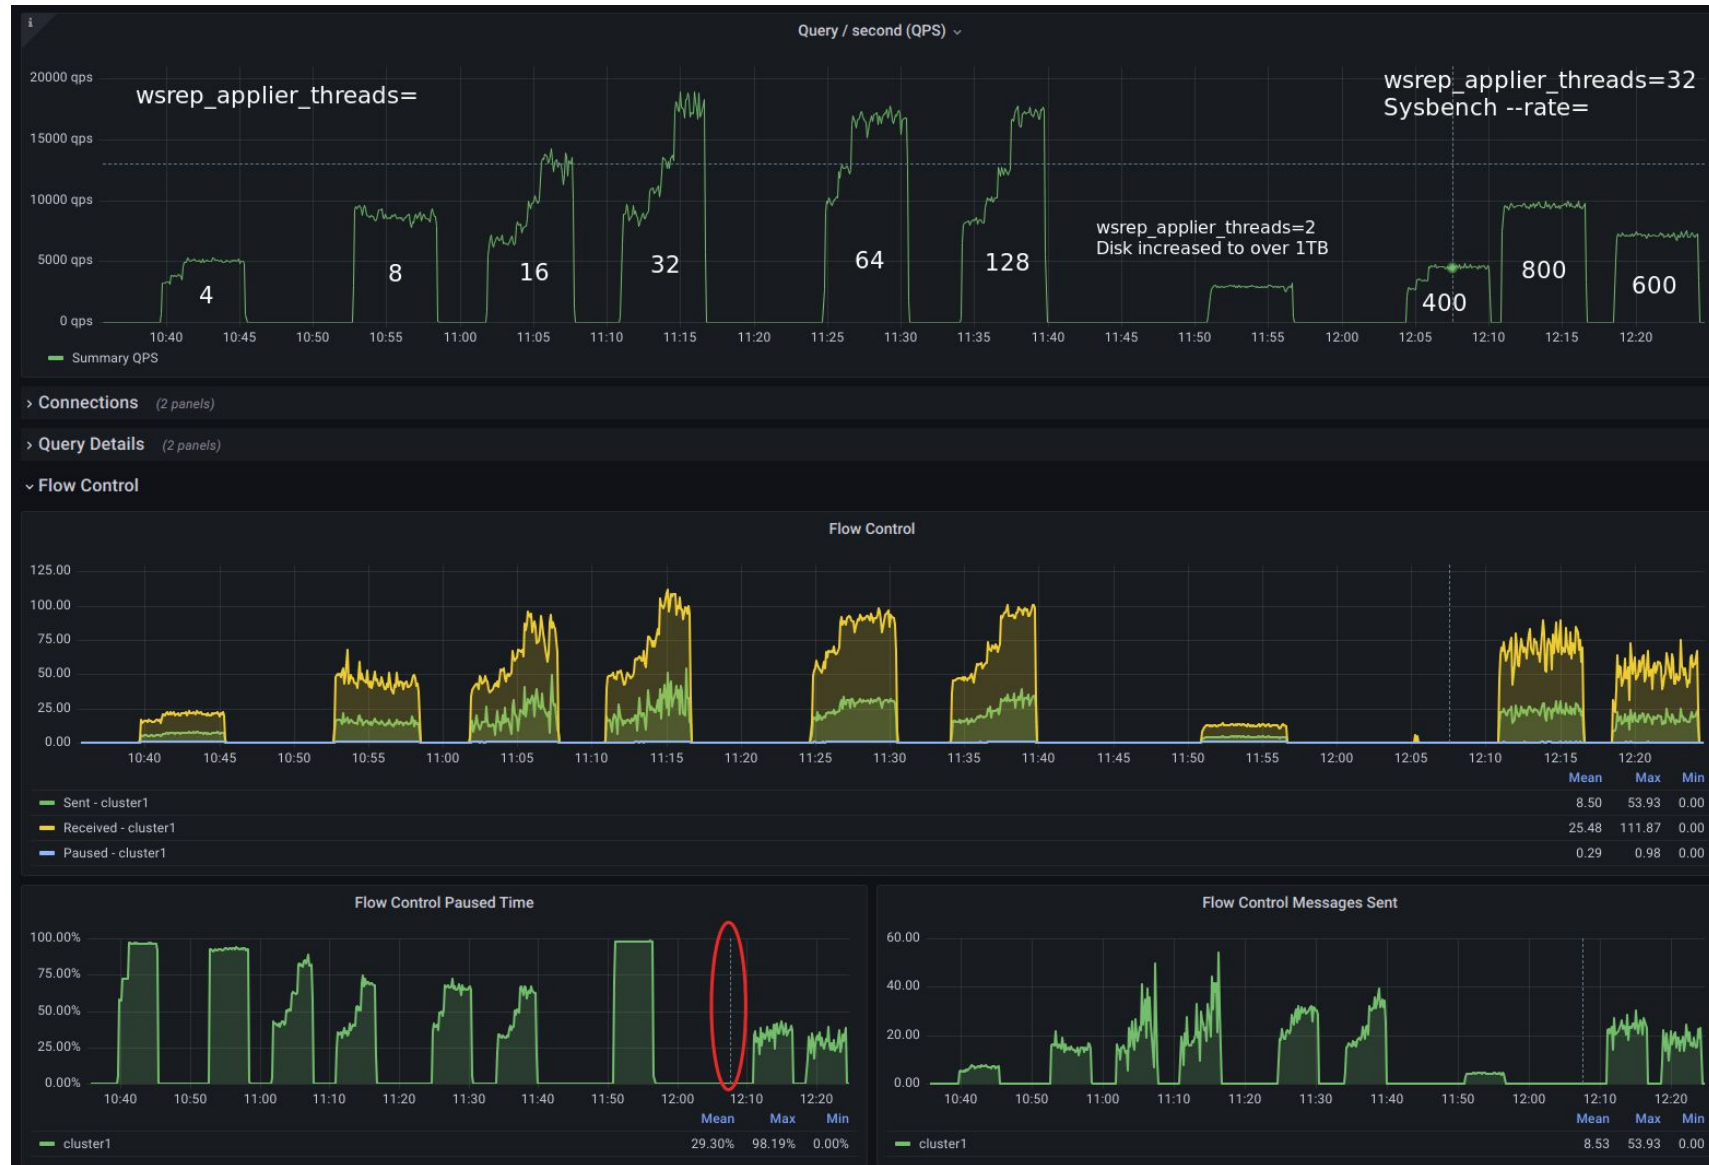 i
Query / second (QPS)
20000 qps
15000 qps
10000 qps
5000 qps
0 qps
wsrep_applier_threads=
wsrep_applier_threads=32
Sysbench --rate=
4
8
16
32
64
128
wsrep_applier_threads=2
Disk increased to over 1TB
400
800
600
10:40 10:45 10:50 10:55 11:00 11:05 11:10 11:15 11:20 11:25 11:30 11:35 11:40 11:45 11:50 11:55 12:00 12:05 12:10 12:15 12:20
Summary QPS
Connections (2 panels)
Query Details (2 panels)
Flow Control
Flow Control
125.00
100.00
75.00
50.00
25.00
0.00
10:40 10:45 10:50 10:55 11:00 11:05 11:10 11:15 11:20 11:25 11:30 11:35 11:40 11:45 11:50 11:55 12:00 12:05 12:10 12:15 12:20
Mean Max Min
Sent - cluster1 8.50 53.93 0.00
Received - cluster1 25.48 111.87 0.00
Paused - cluster1 0.29 0.98 0.00
Flow Control Paused Time
100.00%
75.00%
50.00%
25.00%
0.00%
10:40 10:50 11:00 11:10 11:20 11:30 11:40 11:50 12:00 12:10 12:20
Mean Max Min
cluster1 29.30% 98.19% 0.00%
Flow Control Messages Sent
60.00
40.00
20.00
0.00
10:40 10:50 11:00 11:10 11:20 11:30 11:40 11:50 12:00 12:10 12:20
Mean Max Min
cluster1 8.53 53.93 0.00